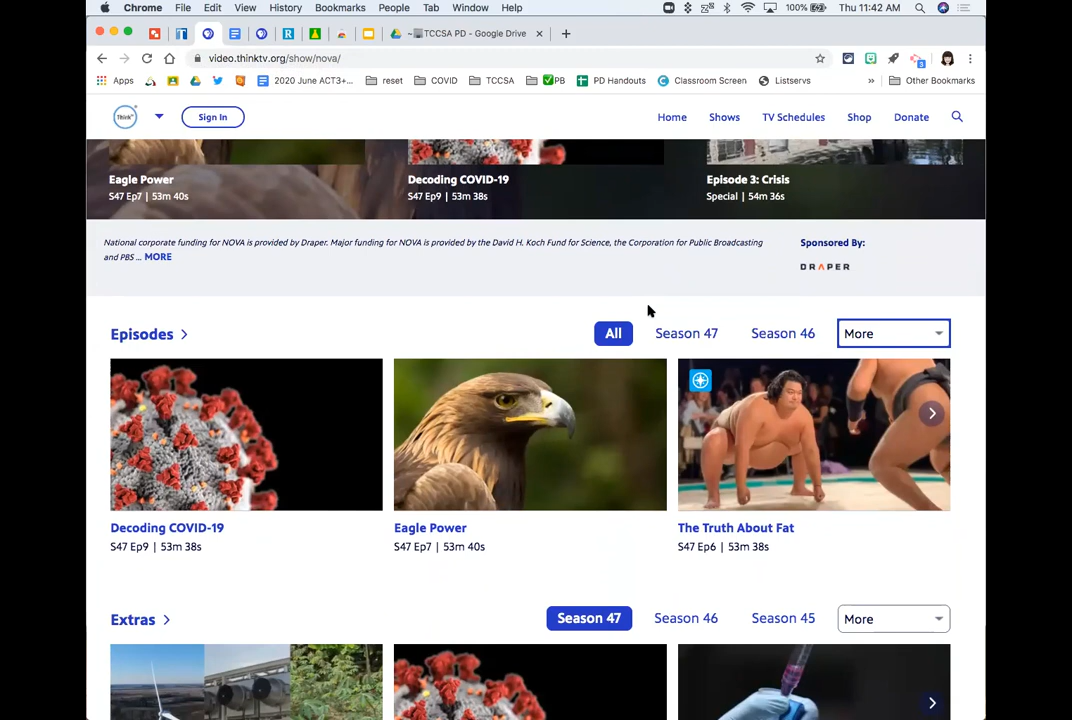 Chrome File Edit View History Bookmarks People Tab Window Help 100% Thu 11:42 AM
TCCSA PD - Google Drive
video.thinktv.org/show/nova/
Apps 2020 June ACT3+... reset COVID TCCSA PB PD Handouts Classroom Screen Listservs » Other Bookmarks
Think Sign In Home Shows TV Schedules Shop Donate
Eagle Power Decoding COVID-19 Episode 3: Crisis
S47 Ep7 | 53m 40s S47 Ep9 | 53m 38s Special | 54m 36s
National corporate funding for NOVA is provided by Draper. Major funding for NOVA is provided by the David H. Koch Fund for Science, the Corporation for Public Broadcasting Sponsored By:
and PBS ... MORE DRAPER
Episodes All Season 47 Season 46 More
Decoding COVID-19 Eagle Power The Truth About Fat
S47 Ep9 | 53m 38s S47 Ep7 | 53m 40s S47 Ep6 | 53m 38s
Extras Season 47 Season 46 Season 45 More